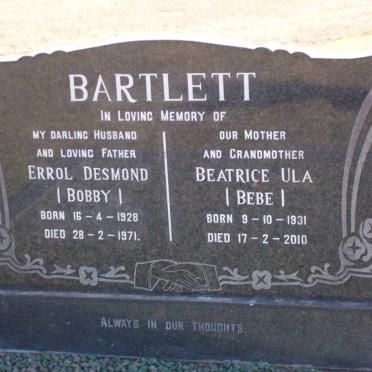 BARTLETT
IN LOVING MEMORY OF
MY DARLING HUSBAND
AND LOVING FATHER
ERROL DESMOND
(BOBBY)
BORN 16-4-1928
DIED 28-2-1971.
OUR MOTHER
AND GRANDMOTHER
BEATRICE ULA
(BEBE)
BORN 9-10-1931
DIED 17-2-2010
ALWAYS IN OUR THOUGHTS.